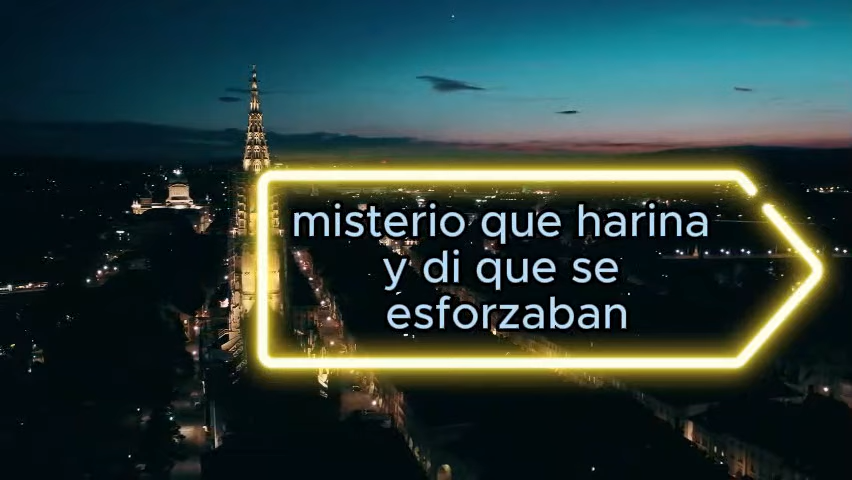 misterio que harina
y di que se
esforzaban